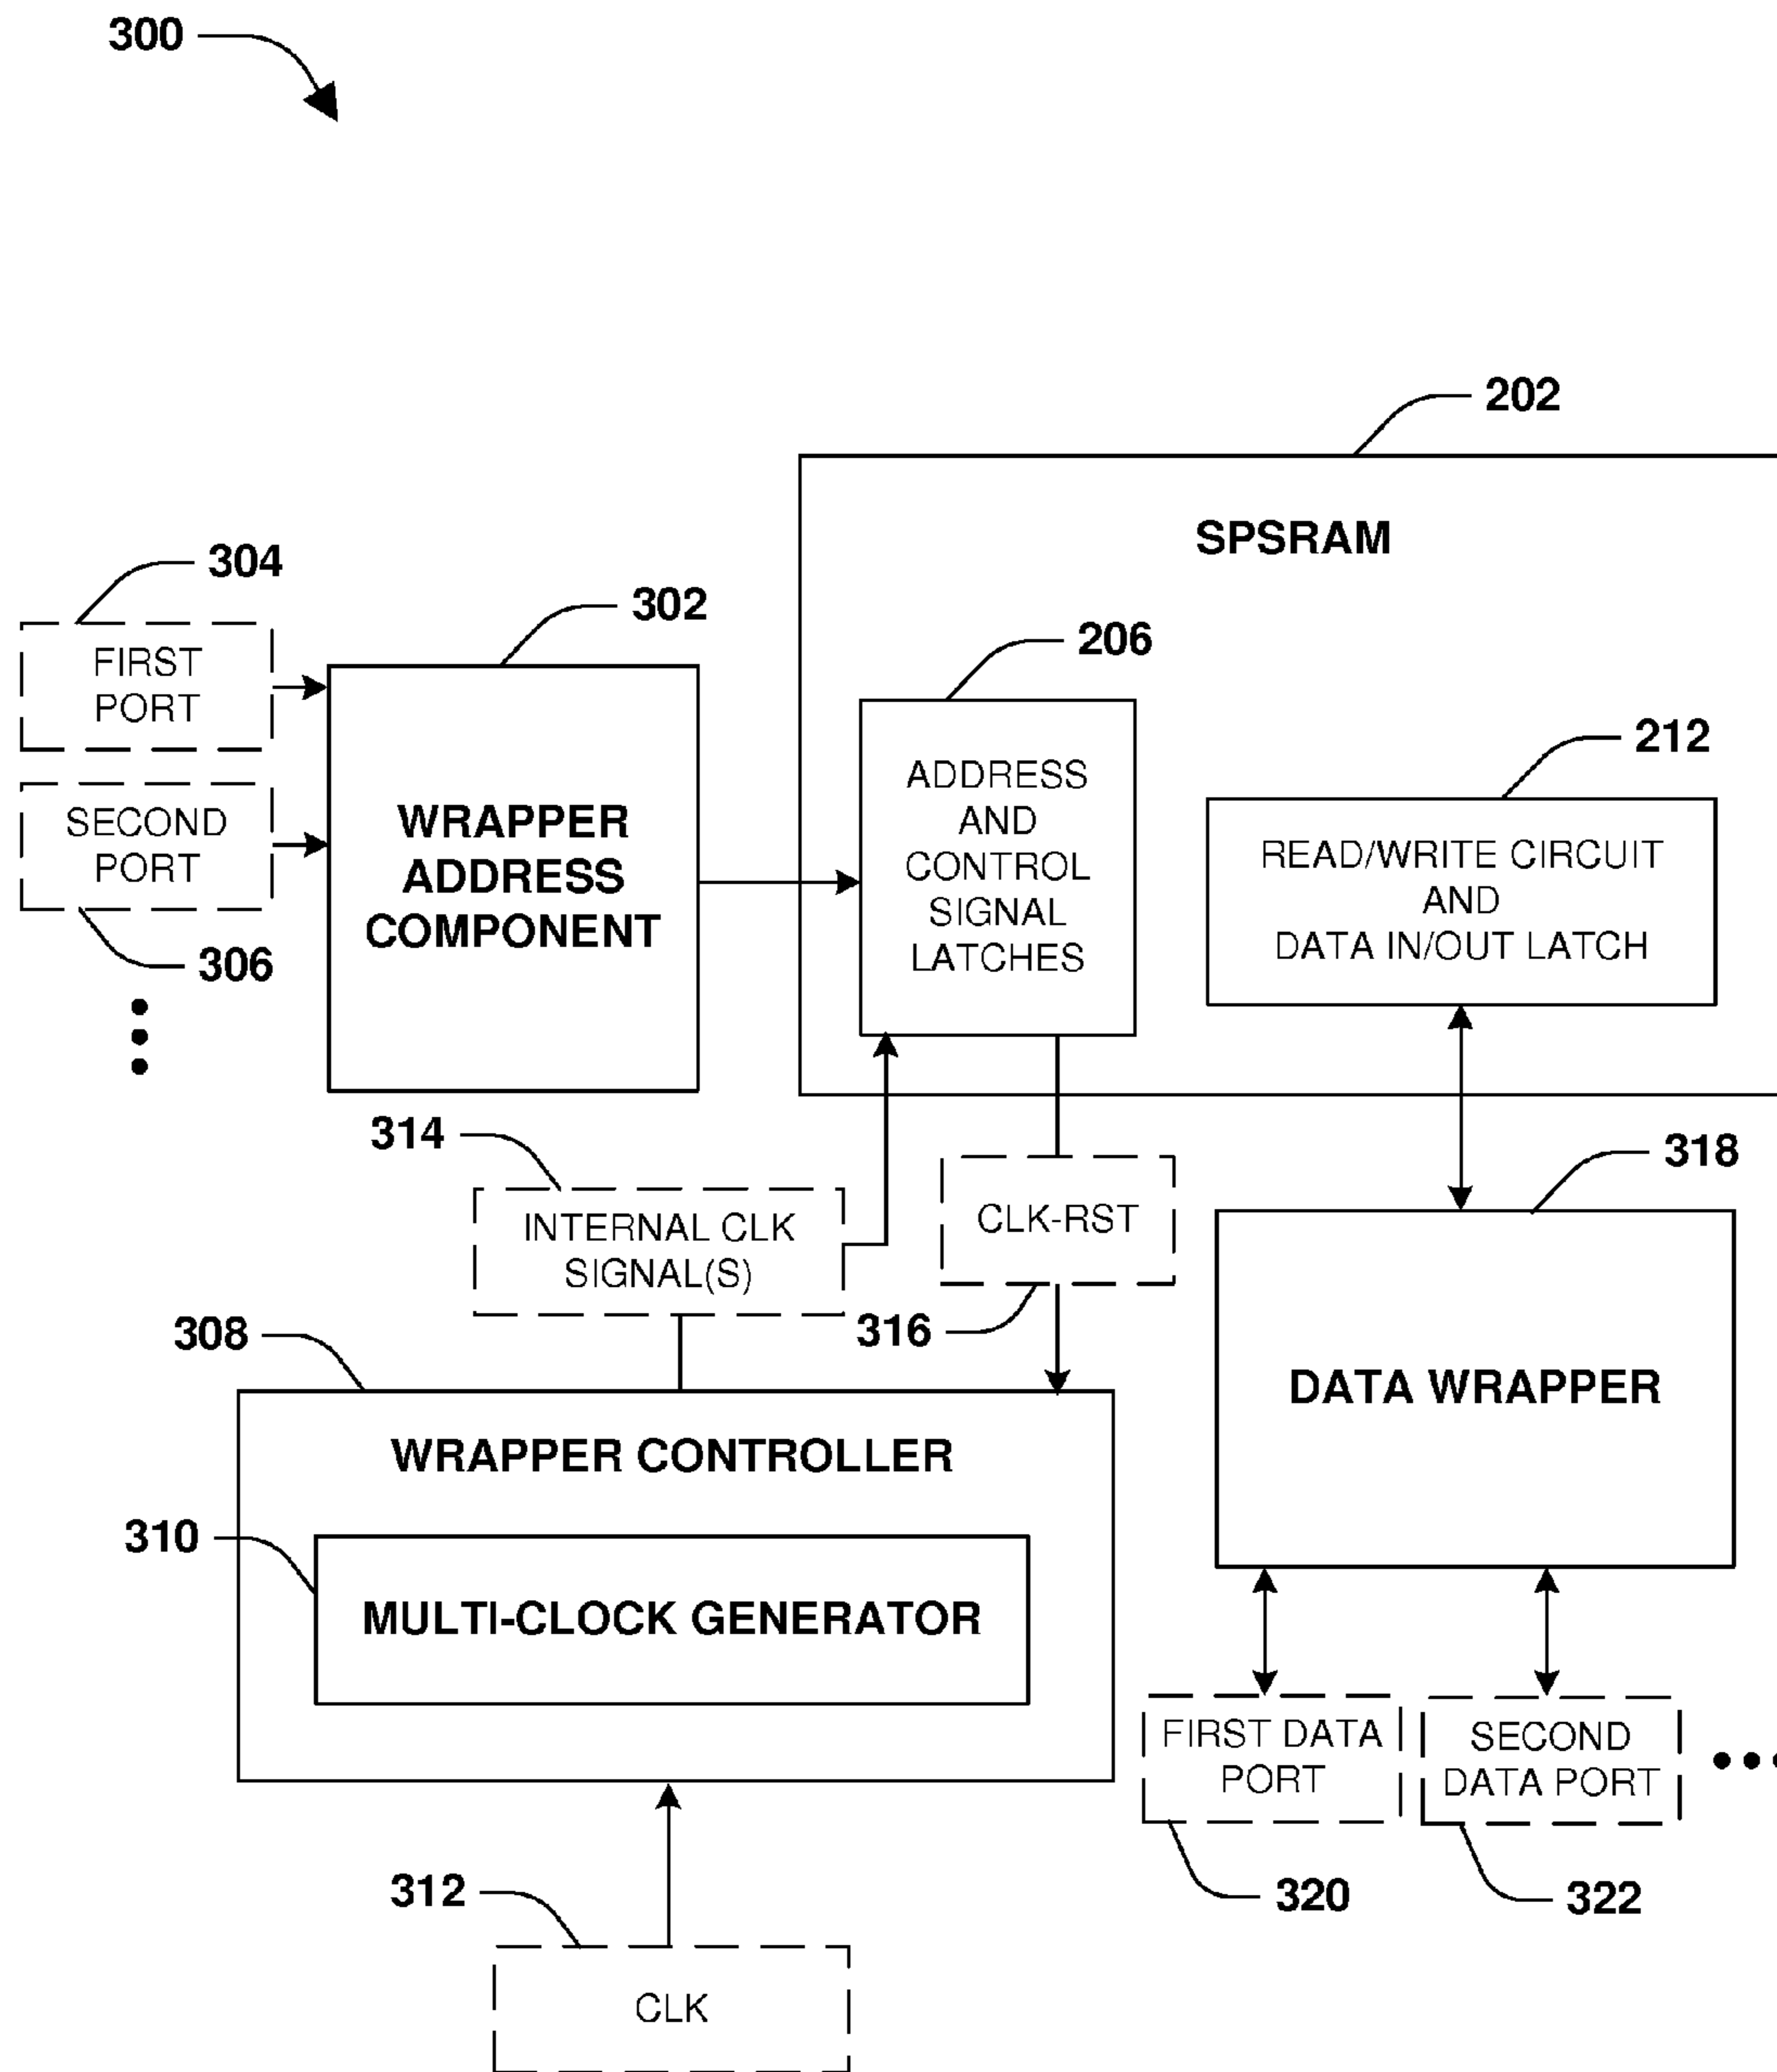 300
202
SPSRAM
304
302
206
FIRST
PORT
212
ADDRESS
AND
CONTROL
SIGNAL
LATCHES
SECOND
PORT
WRAPPER
ADDRESS
COMPONENT
READ/WRITE CIRCUIT
AND
DATA IN/OUT LATCH
306
314
318
INTERNAL CLK
SIGNAL(S)
CLK-RST
308
316
DATA WRAPPER
WRAPPER CONTROLLER
310
MULTI-CLOCK GENERATOR
FIRST DATA
PORT
SECOND
DATA PORT
312
320
322
CLK